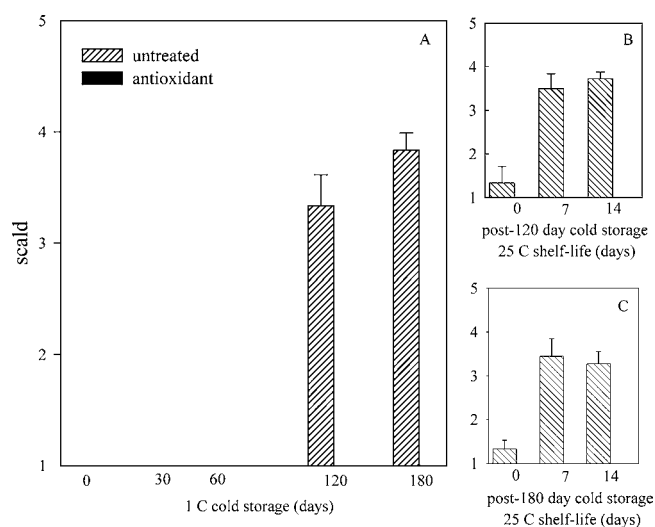 A
untreated
antioxidant
scald
5
4
3
2
1
0 30 60 120 180
1 C cold storage (days)
B
5
4
3
2
1
0 7 14
post-120 day cold storage
25 C shelf-life (days)
C
5
4
3
2
1
0 7 14
post-180 day cold storage
25 C shelf-life (days)